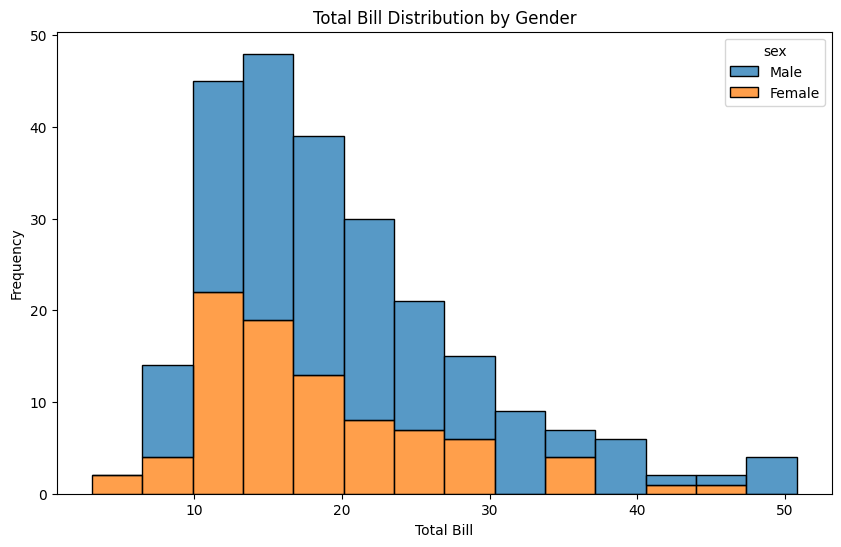 Total Bill Distribution by Gender
sex
Male
Female
Frequency
50
40
30
20
10
0
10 20 30 40 50
Total Bill